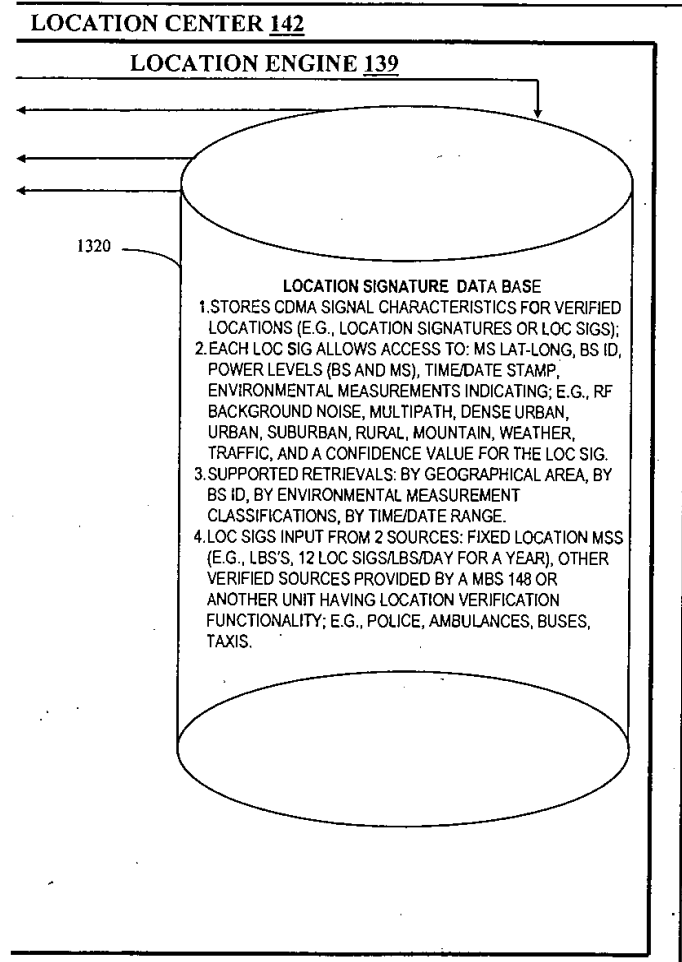 LOCATION CENTER 142
LOCATION ENGINE 139
1320
LOCATION SIGNATURE DATA BASE
1.STORES CDMA SIGNAL CHARACTERISTICS FOR VERIFIED
LOCATIONS (E.G., LOCATION SIGNATURES OR LOC SIGS);
2.EACH LOC SIG ALLOWS ACCESS TO: MS LAT-LONG, BS ID,
POWER LEVELS (BS AND MS), TIME/DATE STAMP,
ENVIRONMENTAL MEASUREMENTS INDICATING; E.G., RF
BACKGROUND NOISE, MULTIPATH, DENSE URBAN,
URBAN, SUBURBAN, RURAL, MOUNTAIN, WEATHER,
TRAFFIC, AND A CONFIDENCE VALUE FOR THE LOC SIG.
3.SUPPORTED RETRIEVALS: BY GEOGRAPHICAL AREA, BY
BS ID, BY ENVIRONMENTAL MEASUREMENT
CLASSIFICATIONS, BY TIME/DATE RANGE.
4.LOC SIGS INPUT FROM 2 SOURCES: FIXED LOCATION MSS
(E.G., LBS'S, 12 LOC SIGS/LBS/DAY FOR A YEAR), OTHER
VERIFIED SOURCES PROVIDED BY A MBS 148 OR
ANOTHER UNIT HAVING LOCATION VERIFICATION
FUNCTIONALITY; E.G., POLICE, AMBULANCES, BUSES,
TAXIS.